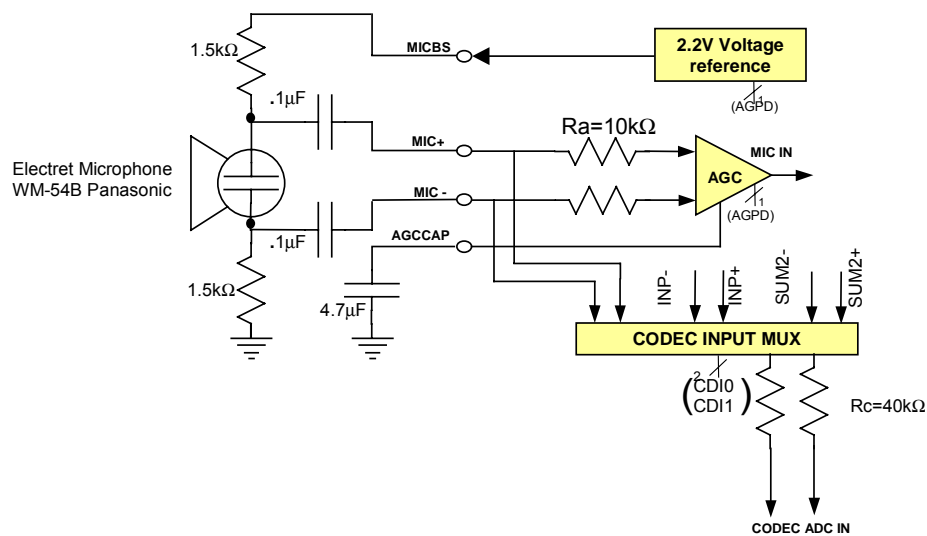 1.5kΩ
MICBS
2.2V Voltage
reference
1
(AGPD)
.1µF
Ra=10kΩ
MIC+
MIC IN
Electret Microphone
WM-54B Panasonic
AGC
1
(AGPD)
MIC -
.1µF
AGCCAP
1.5kΩ
4.7µF
INP-
INP+
SUM2-
SUM2+
CODEC INPUT MUX
2
(CDI0
CDI1)
Rc=40kΩ
CODEC ADC IN